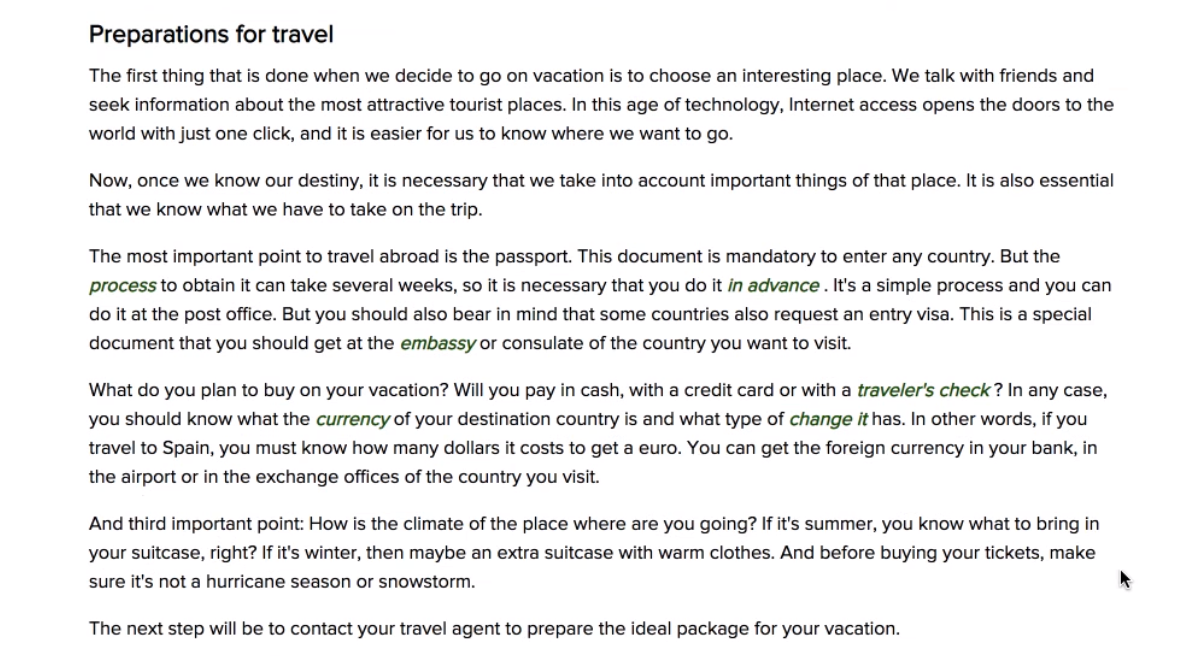 Preparations for travel
The first thing that is done when we decide to go on vacation is to choose an interesting place. We talk with friends and
seek information about the most attractive tourist places. In this age of technology, Internet access opens the doors to the
world with just one click, and it is easier for us to know where we want to go.
Now, once we know our destiny, it is necessary that we take into account important things of that place. It is also essential
that we know what we have to take on the trip.
The most important point to travel abroad is the passport. This document is mandatory to enter any country. But the
process to obtain it can take several weeks, so it is necessary that you do it in advance . It's a simple process and you can
do it at the post office. But you should also bear in mind that some countries also request an entry visa. This is a special
document that you should get at the embassy or consulate of the country you want to visit.
What do you plan to buy on your vacation? Will you pay in cash, with a credit card or with a traveler's check ? In any case,
you should know what the currency of your destination country is and what type of change it has. In other words, if you
travel to Spain, you must know how many dollars it costs to get a euro. You can get the foreign currency in your bank, in
the airport or in the exchange offices of the country you visit.
And third important point: How is the climate of the place where are you going? If it's summer, you know what to bring in
your suitcase, right? If it's winter, then maybe an extra suitcase with warm clothes. And before buying your tickets, make
sure it's not a hurricane season or snowstorm.
The next step will be to contact your travel agent to prepare the ideal package for your vacation.